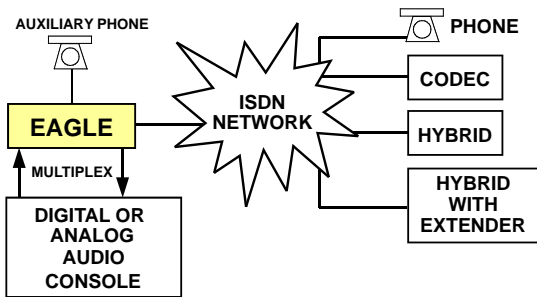 AUXILIARY PHONE
EAGLE
MULTIPLEX
DIGITAL OR
ANALOG
AUDIO
CONSOLE
ISDN
NETWORK
PHONE
CODEC
HYBRID
HYBRID
WITH
EXTENDER